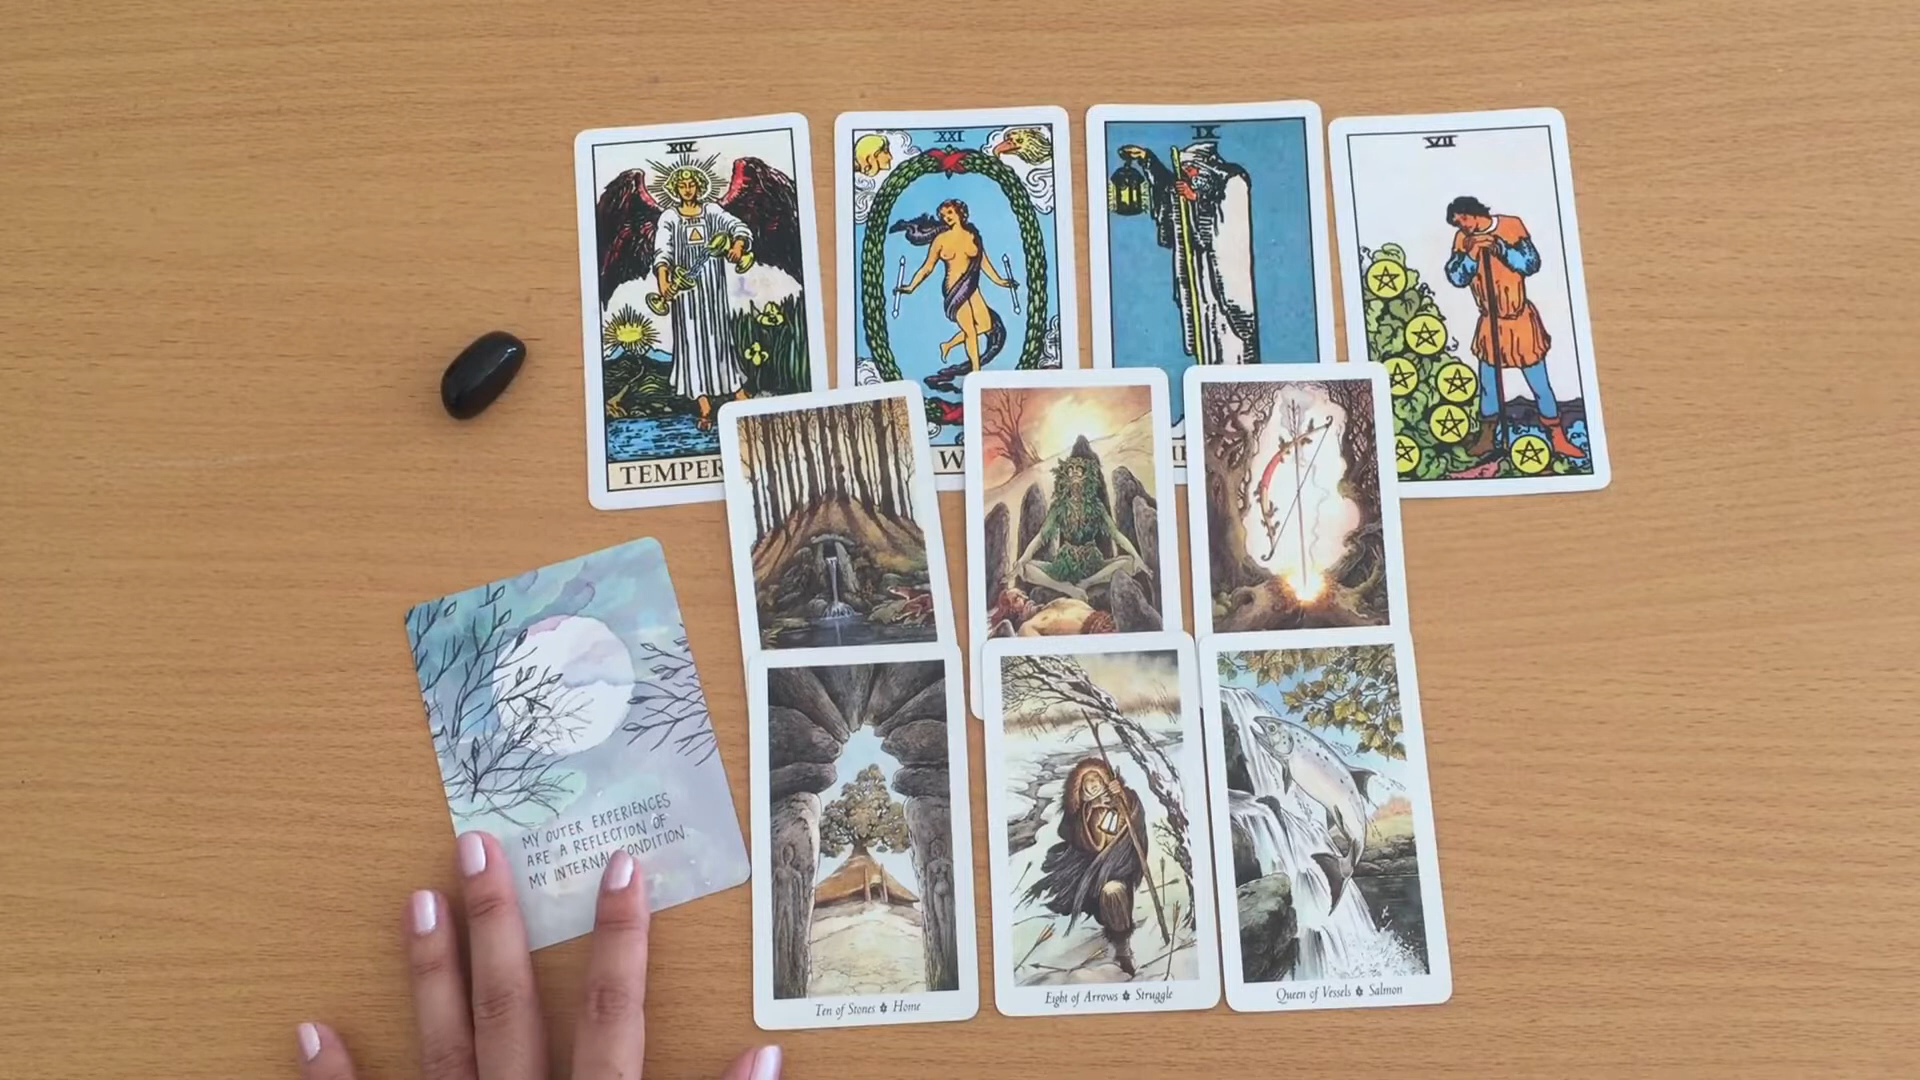 XIV
XXI
IX
VII
TEMPER
W
MY OUTER EXPERIENCES
ARE A REFLECTION OF
MY INTERNAL CONDITION.
Ten of Stones Home
Eight of Arrows Struggle
Queen of Vessels Salmon